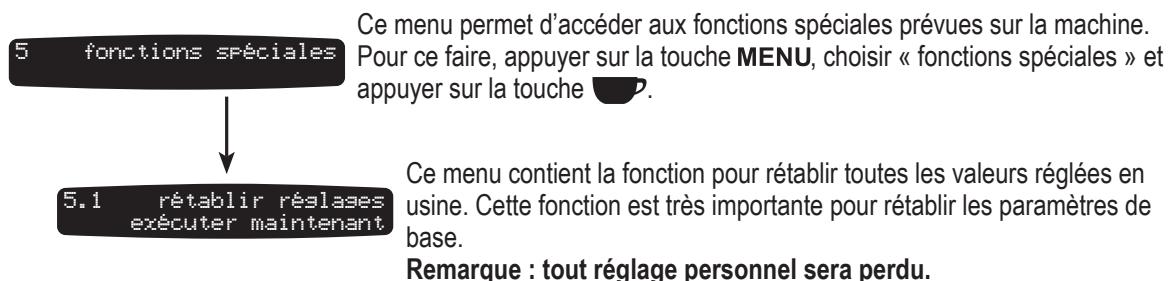 5 fonctions spéciales
Ce menu permet d'accéder aux fonctions spéciales prévues sur la machine.
Pour ce faire, appuyer sur la touche MENU, choisir « fonctions spéciales » et
appuyer sur la touche .
5.1 rétablir réglages
exécuter maintenant
Ce menu contient la fonction pour rétablir toutes les valeurs réglées en
usine. Cette fonction est très importante pour rétablir les paramètres de
base.
Remarque : tout réglage personnel sera perdu.